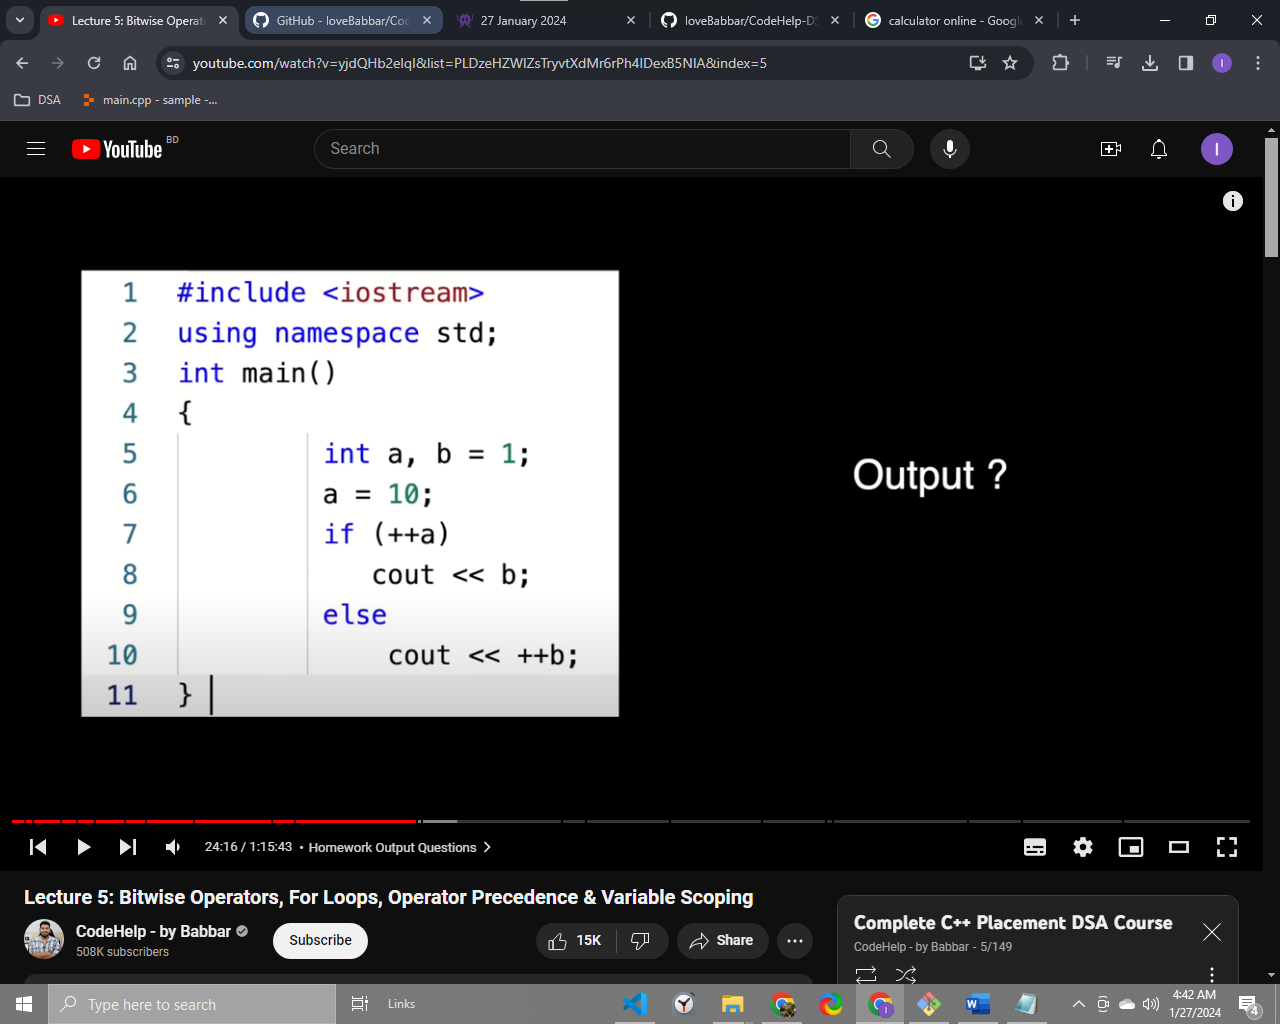 Lecture 5: Bitwise Operat
GitHub - loveBabbar/Cod
27 January 2024
loveBabbar/CodeHelp-DS
calculator online - Googl
youtube.com/watch?v=yjdQHb2elqI&list=PLDzeHZWIZsTryvtXdMr6rPh4IDexB5NIA&index=5
I
DSA
main.cpp - sample -...
YouTube BD
Search
I
1 #include <iostream>
2 using namespace std;
3 int main()
4 {
5 int a, b = 1;
6 a = 10;
7 if (++a)
8 cout << b;
9 else
10 cout << ++b;
11 }
Output ?
24:16 / 1:15:43 • Homework Output Questions
Lecture 5: Bitwise Operators, For Loops, Operator Precedence & Variable Scoping
CodeHelp - by Babbar
508K subscribers
Subscribe
15K
Share
Complete C++ Placement DSA Course
CodeHelp - by Babbar - 5/149
Type here to search
Links
4:42 AM
1/27/2024
4